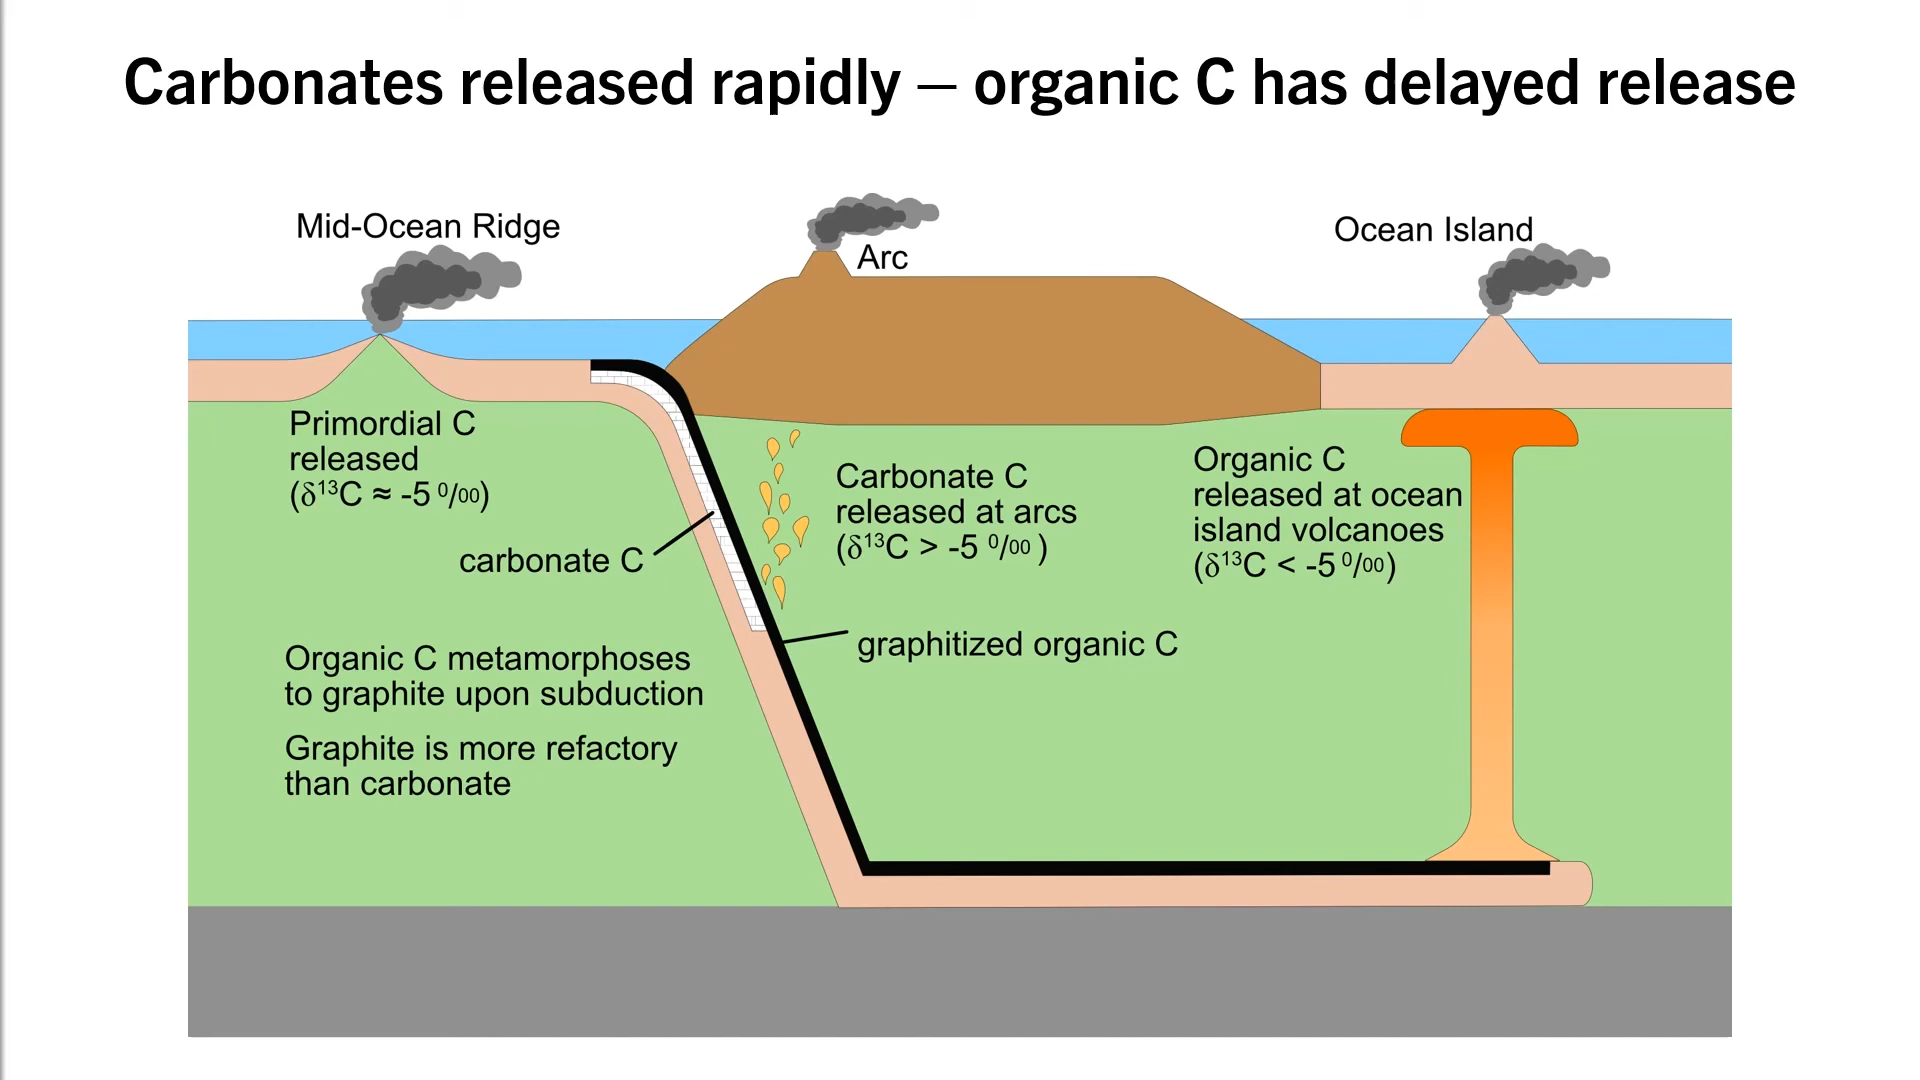 Carbonates released rapidly — organic C has delayed release
Mid-Ocean Ridge
Arc
Ocean Island
Primordial C
released
(δ¹³C ≈ -5 ⁰/₀₀)
carbonate C
Carbonate C
released at arcs
(δ¹³C > -5 ⁰/₀₀ )
Organic C
released at ocean
island volcanoes
(δ¹³C < -5 ⁰/₀₀)
graphitized organic C
Organic C metamorphoses
to graphite upon subduction
Graphite is more refactory
than carbonate